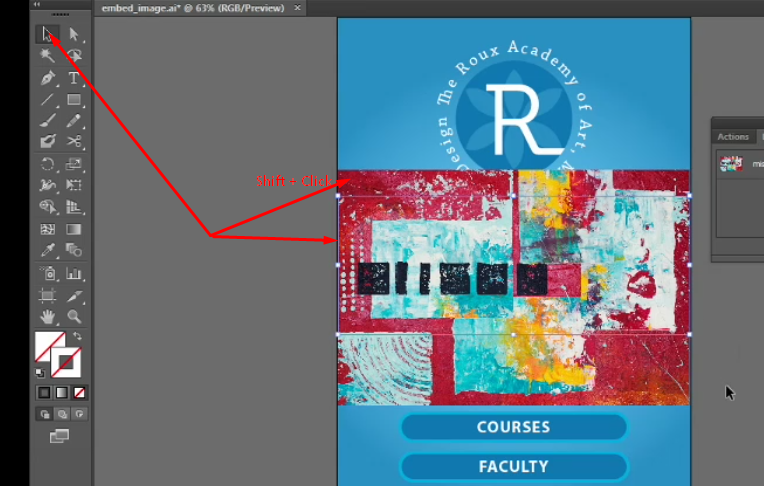 embed_image.ai* @ 63% (RGB/Preview)
The Roux Academy of Art, M
Design
R
Shift + Click
Actions
COURSES
FACULTY